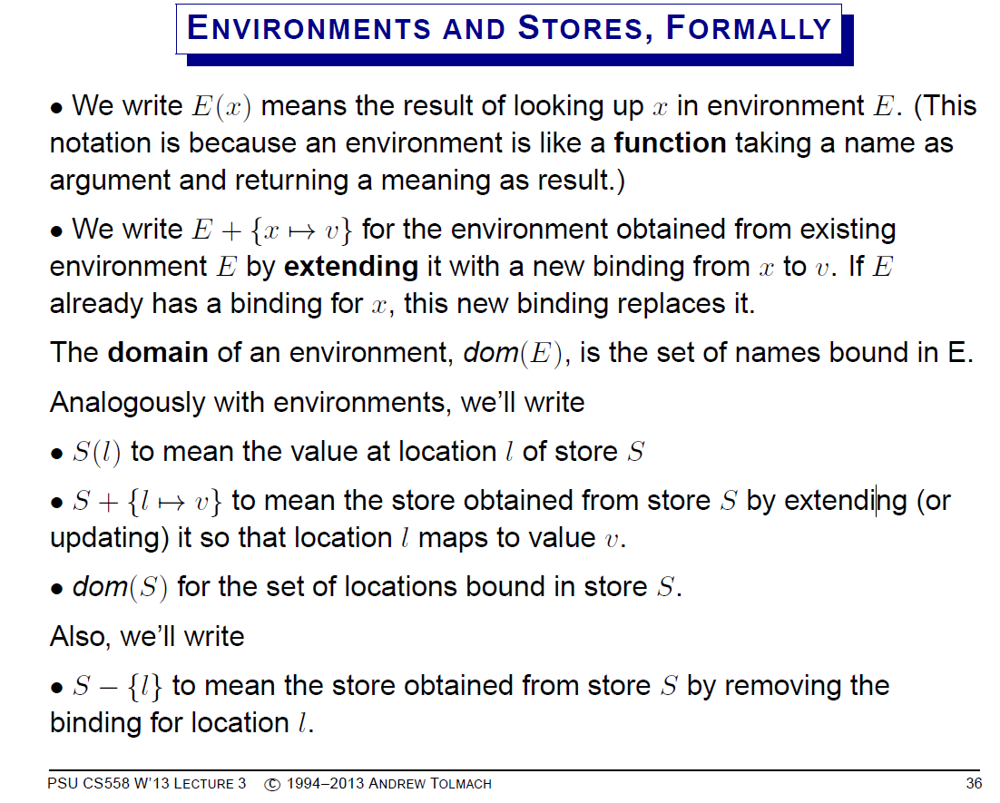 ENVIRONMENTS AND STORES, FORMALLY
• We write E(x) means the result of looking up x in environment E. (This
notation is because an environment is like a function taking a name as
argument and returning a meaning as result.)
• We write E + {x ↦ v} for the environment obtained from existing
environment E by extending it with a new binding from x to v. If E
already has a binding for x, this new binding replaces it.
The domain of an environment, dom(E), is the set of names bound in E.
Analogously with environments, we'll write
• S(l) to mean the value at location l of store S
• S + {l ↦ v} to mean the store obtained from store S by extending (or
updating) it so that location l maps to value v.
• dom(S) for the set of locations bound in store S.
Also, we'll write
• S − {l} to mean the store obtained from store S by removing the
binding for location l.
PSU CS558 W'13 LECTURE 3 © 1994–2013 ANDREW TOLMACH 36